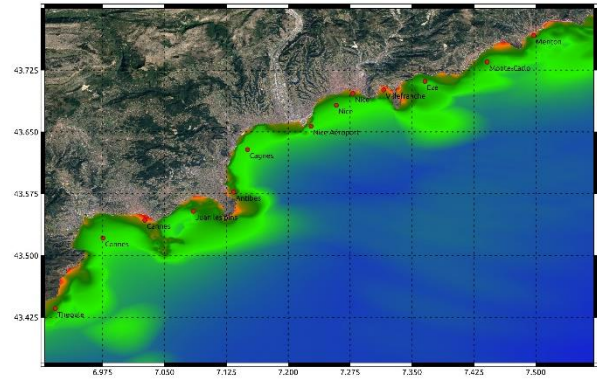 Menton
43.725
Monte-Carlo
Eze
Villefranche
Nice
Nice
43.650
Nice Aéroport
Cagnes
43.575
Antibes
Juan les pins
Cannes
Cannes
43.500
43.425
6.975
7.050
7.125
7.200
7.275
7.350
7.425
7.500